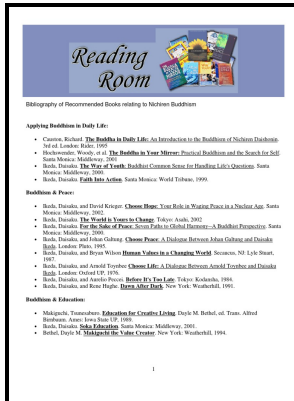 Reading
Room
Bibliography of Recommended Books relating to Nichiren Buddhism
Applying Buddhism in Daily Life:
• Causton, Richard. The Buddha in Daily Life: An Introduction to the Buddhism of Nichiren Daishonin.
3rd ed. London: Rider, 1995
• Hochswender, Woody, et al. The Buddha in Your Mirror: Practical Buddhism and the Search for Self.
Santa Monica: Middleway, 2001
• Ikeda, Daisaku. The Way of Youth: Buddhist Common Sense for Handling Life's Questions. Santa
Monica: Middleway, 2000.
• Ikeda, Daisaku. Faith Into Action. Santa Monica: World Tribune, 1999.
Buddhism & Peace:
• Ikeda, Daisaku, and David Krieger. Choose Hope: Your Role in Waging Peace in a Nuclear Age. Santa
Monica: Middleway, 2002.
• Ikeda, Daisaku. The World is Yours to Change. Tokyo: Asahi, 2002
• Ikeda, Daisaku. For the Sake of Peace: Seven Paths to Global Harmony--A Buddhist Perspective. Santa
Monica: Middleway, 2000.
• Ikeda, Daisaku, and Johan Galtung. Choose Peace: A Dialogue Between Johan Galtung and Daisaku
Ikeda. London: Pluto, 1995.
• Ikeda, Daisaku, and Bryan Wilson Human Values in a Changing World. Secaucus, NJ: Lyle Stuart,
1987.
• Ikeda, Daisaku, and Arnold Toynbee Choose Life: A Dialogue Between Arnold Toynbee and Daisaku
Ikeda. London: Oxford UP, 1976.
• Ikeda, Daisaku, and Aurelio Peccei. Before It's Too Late. Tokyo: Kodansha, 1984.
• Ikeda, Daisaku, and Rene Hughe. Dawn After Dark. New York: Weatherhill, 1991.
Buddhism & Education:
• Makiguchi, Tsunesaburo. Education for Creative Living. Dayle M. Bethel, ed. Trans. Alfred
Birnbaum. Ames: Iowa State UP, 1989.
• Ikeda, Daisaku. Soka Education. Santa Monica: Middleway, 2001.
• Bethel, Dayle M. Makiguchi the Value Creator. New York: Weatherhill, 1994.
1